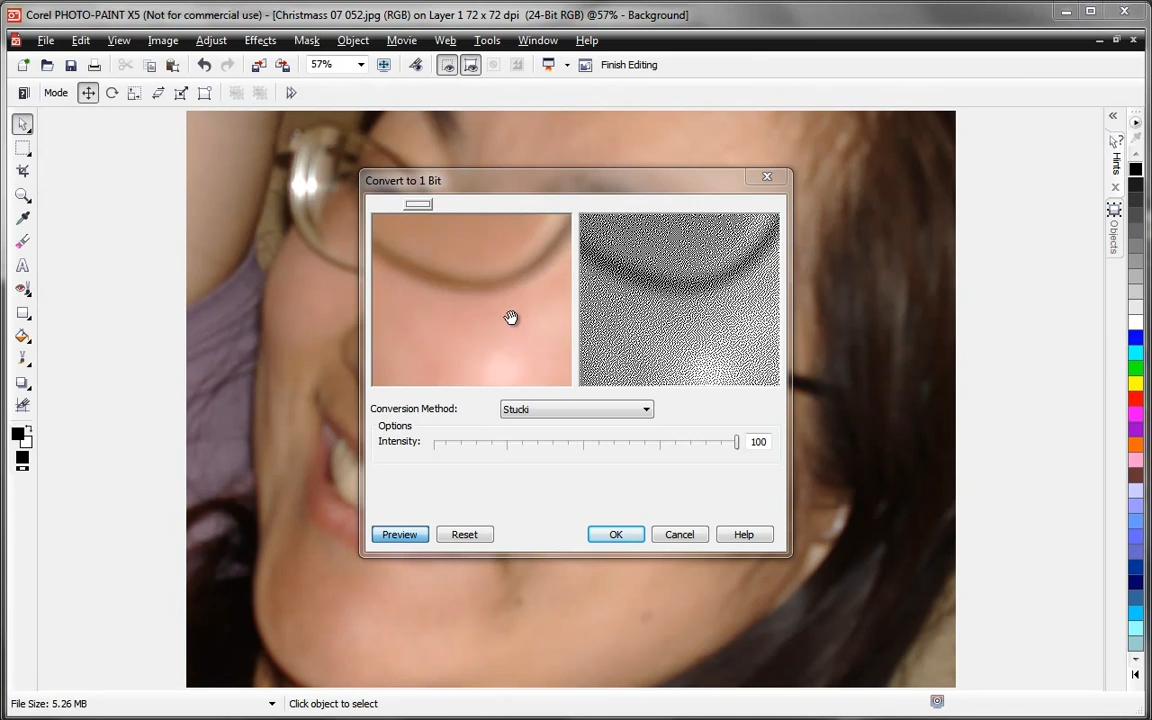 Corel PHOTO-PAINT X5 (Not for commercial use) - [Christmass 07 052.jpg (RGB) on Layer 1 72 x 72 dpi (24-Bit RGB) @57% - Background]
File Edit View Image Adjust Effects Mask Object Movie Web Tools Window Help
57% Finish Editing
Mode
Hints
Objects
Convert to 1 Bit
Conversion Method: Stucki
Options
Intensity: 100
Preview Reset OK Cancel Help
File Size: 5.26 MB Click object to select